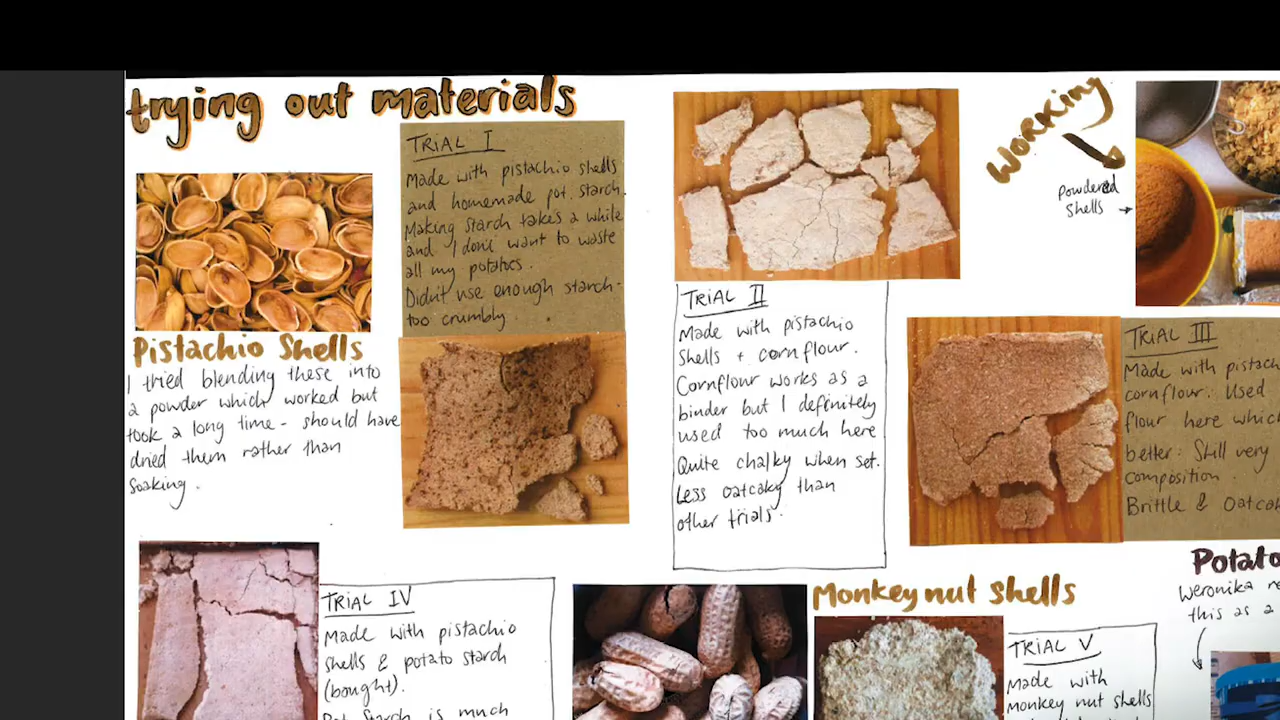 trying out materials
TRIAL I
Made with pistachio shells
and homemade pot. starch.
Making starch takes a while
and I don't want to waste
all my potatoes.
Didn't use enough starch -
too crumbly.
Pistachio Shells
I tried blending these into
a powder which worked but
took a long time - should have
dried them rather than
soaking.
TRIAL II
Made with pistachio
shells + cornflour.
Cornflour works as a
binder but I definitely
used too much here
Quite chalky when set.
Less oatcaky than
other trials.
WORKING
Powdered
Shells
TRIAL III
Made with
cornflour. Used
flour here
better. Still very
composition.
Brittle &
TRIAL IV
Made with pistachio
shells & potato starch
(bought).
Pot. Starch is much
Monkey nut shells
TRIAL V
Made with
monkey nut shells
Potato
Weronika
this as a